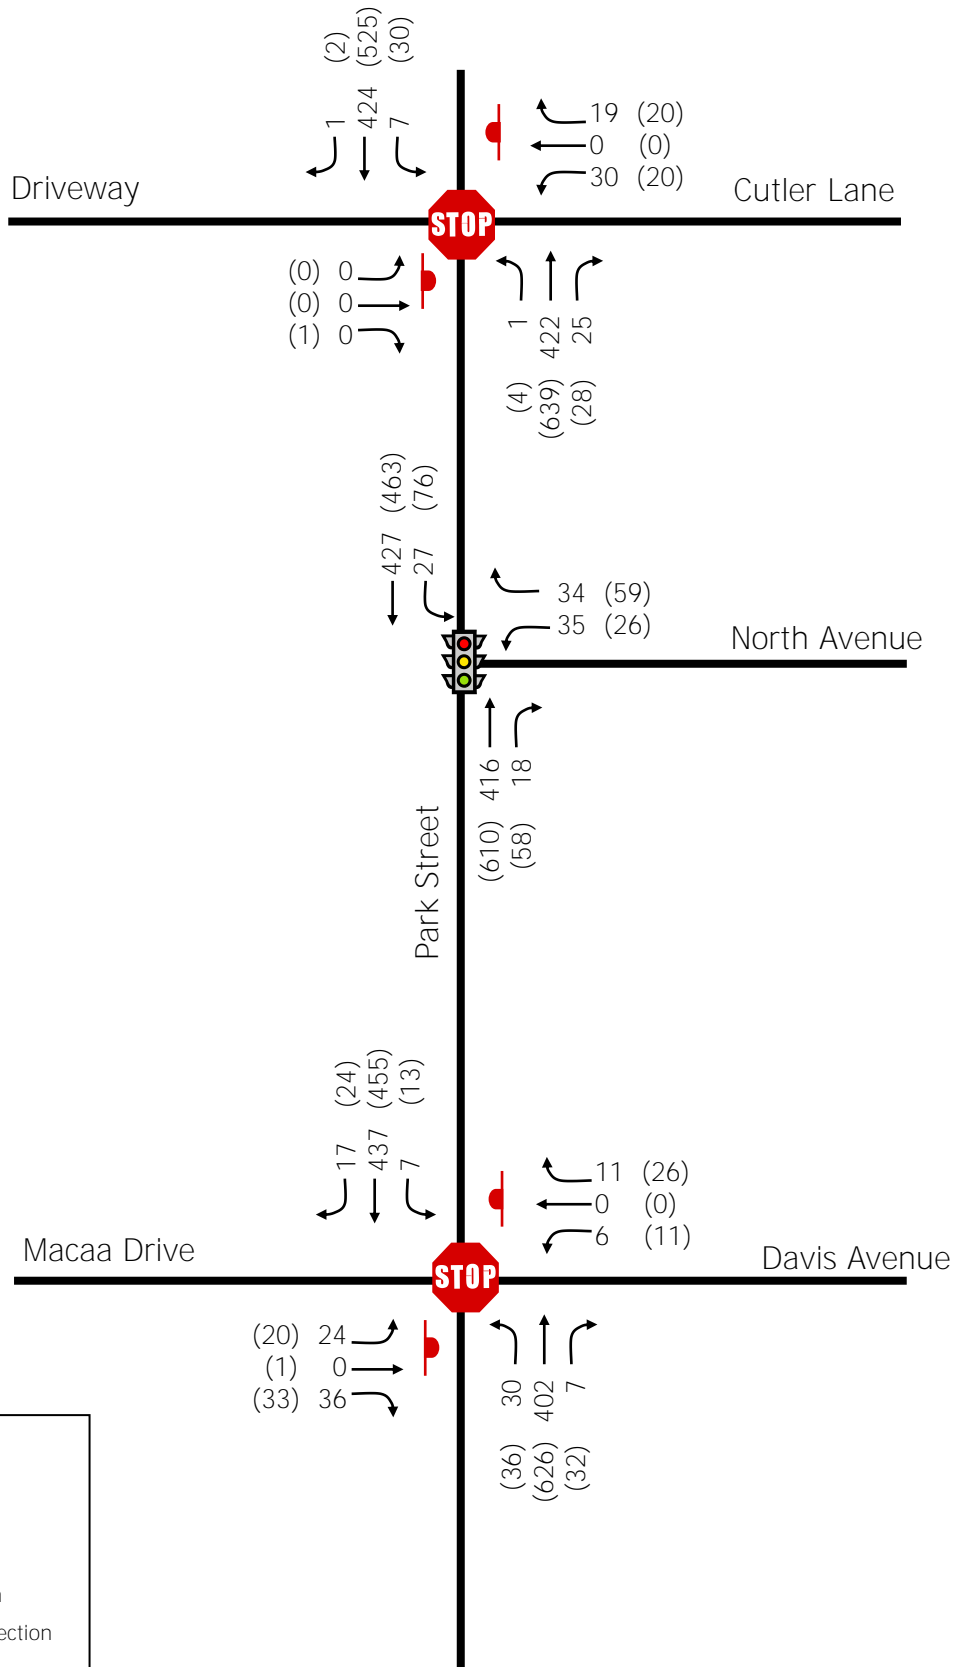 (2) (525) (30)
1 424 7
19 (20)
0 (0)
30 (20)
Driveway
Cutler Lane
STOP
(0) 0
(0) 0
(1) 0
1 422 25
(4) (639) (28)
(463) (76)
427 27
34 (59)
35 (26)
North Avenue
416 18
(610) (58)
Park Street
(24) (455) (13)
17 437 7
11 (26)
0 (0)
6 (11)
Macaa Drive
Davis Avenue
STOP
(20) 24
(1) 0
(33) 36
30 402 7
(36) (626) (32)
ection